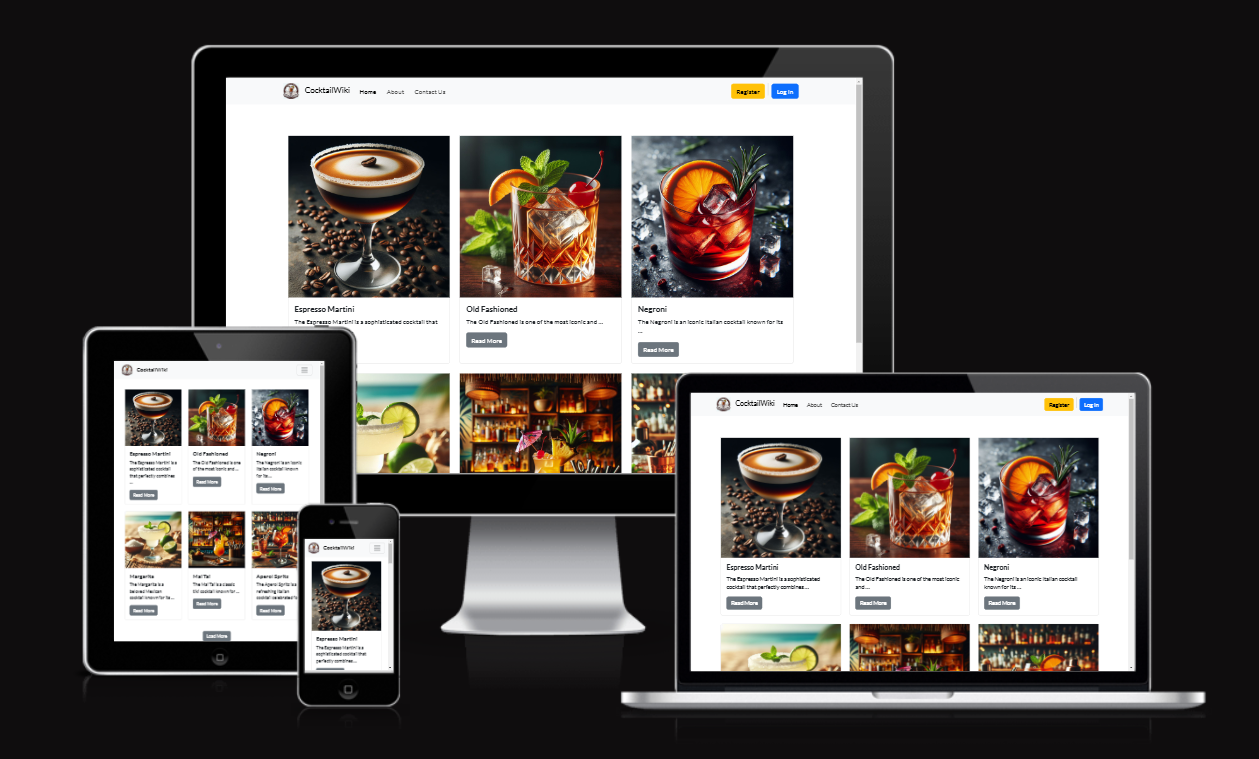 CocktailWiki Home About Contact Us Register Log In
Espresso Martini
The Espresso Martini is a sophisticated cocktail that
Old Fashioned
The Old Fashioned is one of the most iconic and ...
Read More
Negroni
The Negroni is an iconic Italian cocktail known for its
...
Read More
CocktailWiki
Espresso Martini
The Espresso Martini is a
sophisticated cocktail
that perfectly combines
...
Read More
Old Fashioned
The Old Fashioned is one
of the most iconic and ...
Read More
Negroni
The Negroni is an iconic
Italian cocktail known
for its ...
Read More
Margarita
The Margarita is a
beloved Mexican
cocktail known for its ...
Read More
Mai Tai
The Mai Tai is a classic
tiki cocktail known for ...
Read More
Aperol Spritz
The Aperol Spritz is a
refreshing Italian
cocktail celebrated fo
Read More
Load More
CocktailWiki
Espresso Martini
The Espresso Martini is a
sophisticated cocktail that
perfectly combines ...
CocktailWiki Home About Contact Us Register Log In
Espresso Martini
The Espresso Martini is a sophisticated
cocktail that perfectly combines ...
Read More
Old Fashioned
The Old Fashioned is one of the most iconic
and ...
Read More
Negroni
The Negroni is an iconic Italian cocktail
known for its ...
Read More